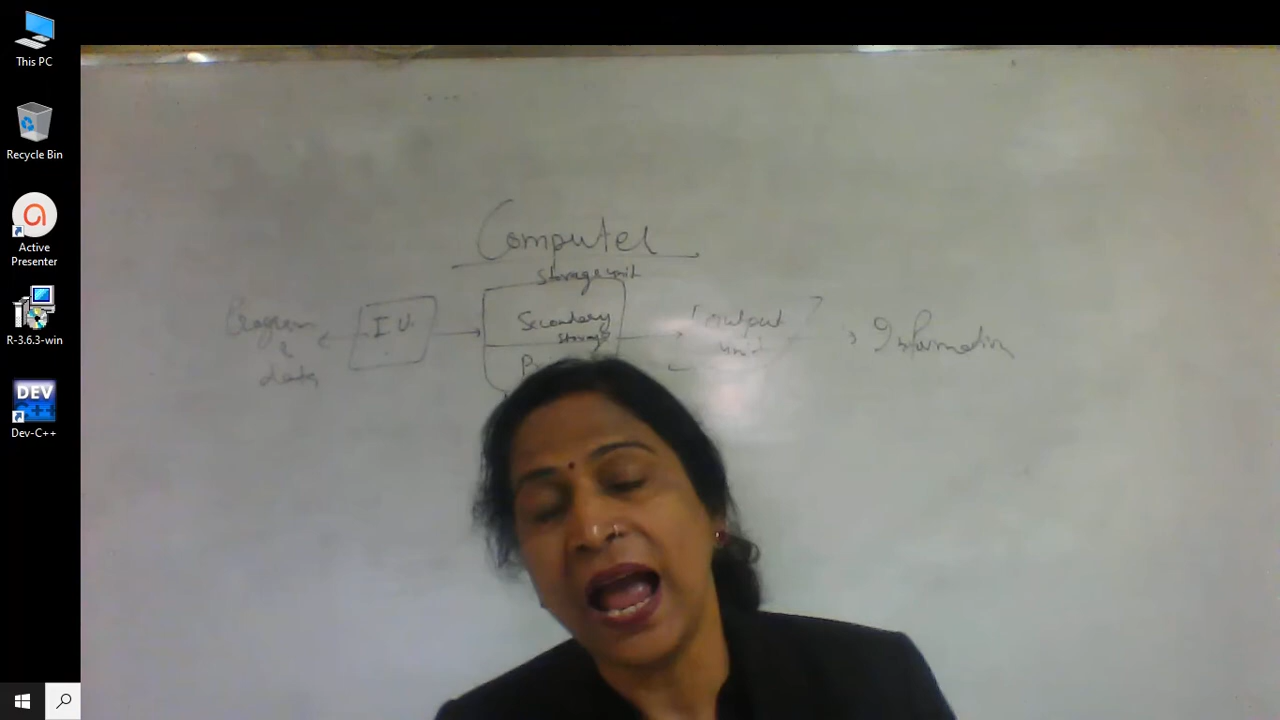 This PC
Recycle Bin
Active
Presenter
R-3.6.3-win
DEV
C++
Dev-C++
Computer
Storage unit
Program
&
data
I U.
Secondary
Storage
P
output
unit
Information